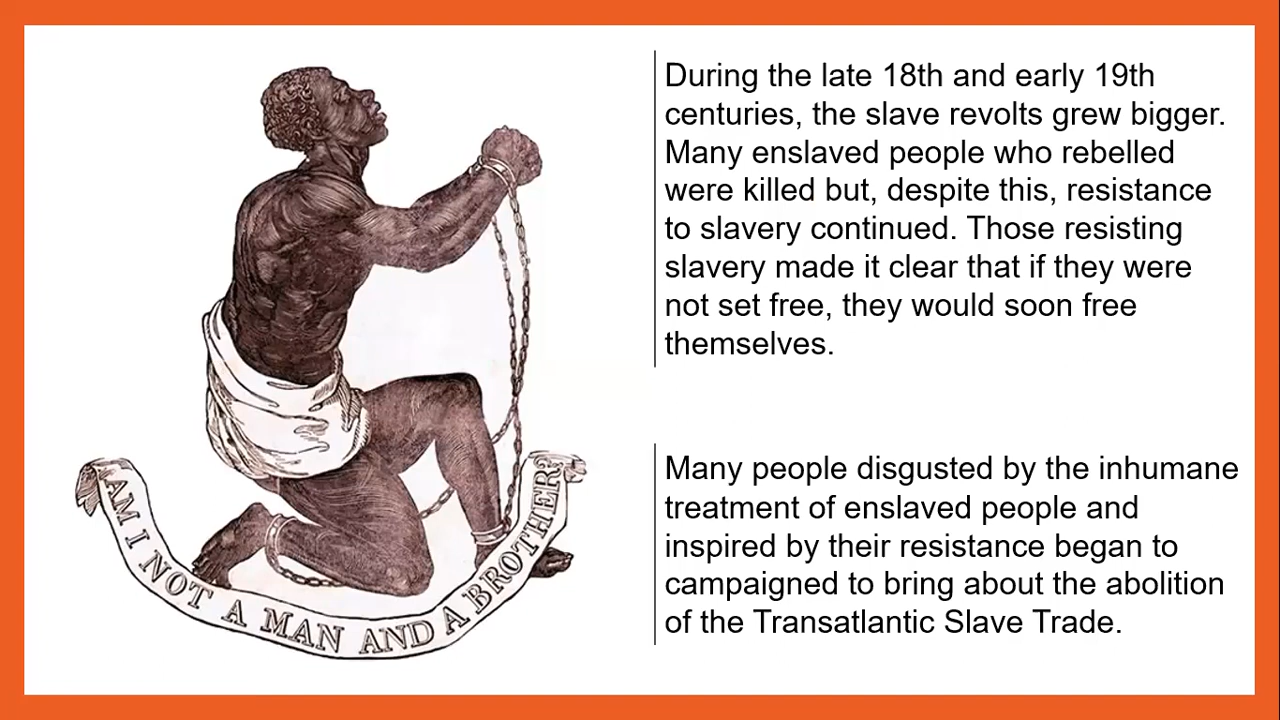 During the late 18th and early 19th
centuries, the slave revolts grew bigger.
Many enslaved people who rebelled
were killed but, despite this, resistance
to slavery continued. Those resisting
slavery made it clear that if they were
not set free, they would soon free
themselves.
Many people disgusted by the inhumane
treatment of enslaved people and
inspired by their resistance began to
campaigned to bring about the abolition
of the Transatlantic Slave Trade.
AM I NOT A MAN AND A BROTHER?